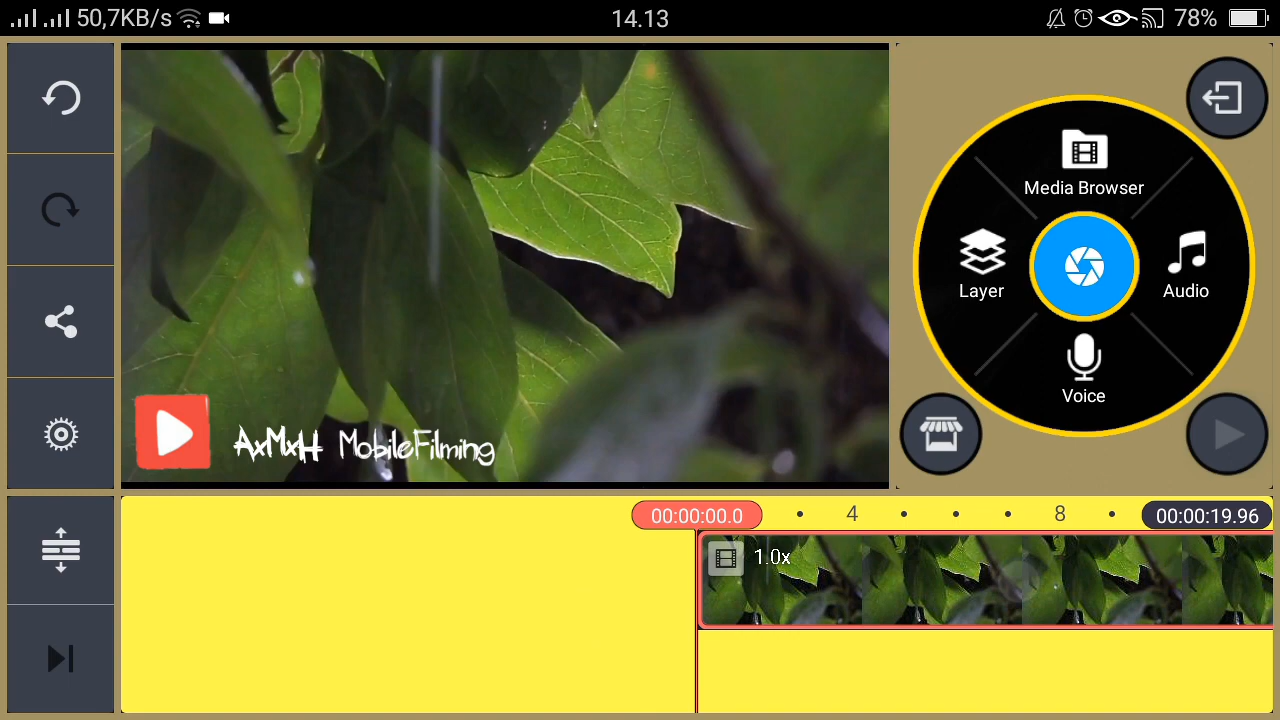 50,7KB/s
14.13
78%
Media Browser
Layer
Audio
Voice
AxMxH MobileFilming
00:00:00.0
4
8
00:00:19.96
1.0x